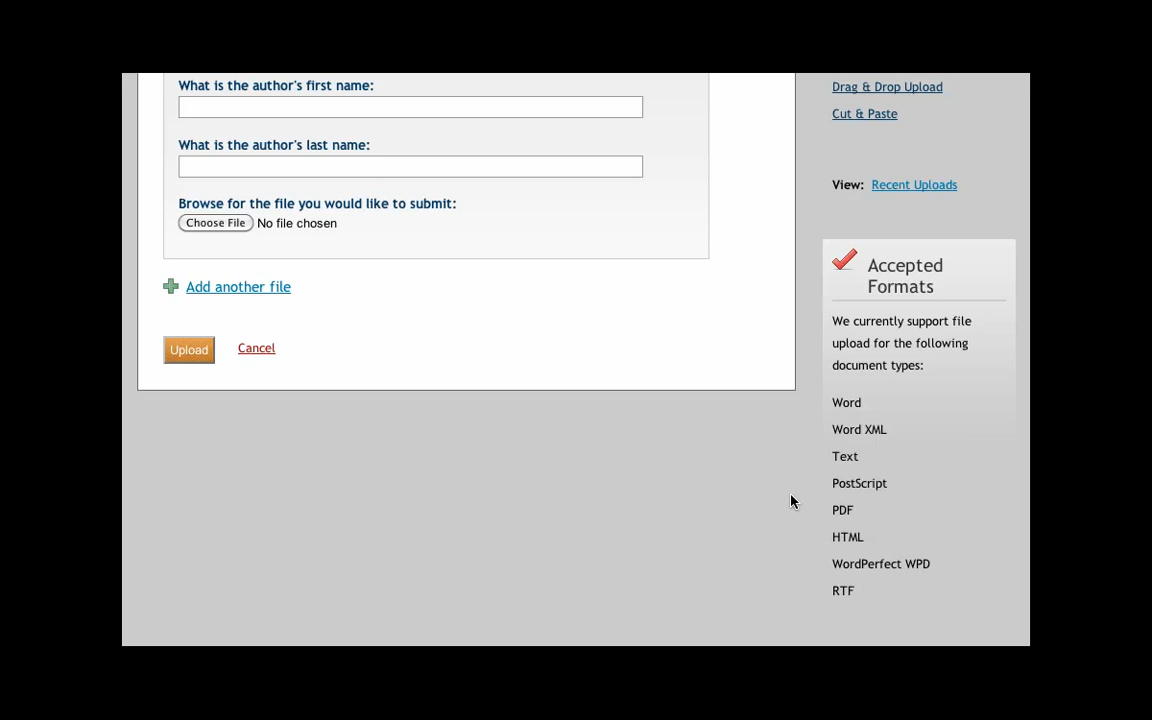 What is the author's first name:
What is the author's last name:
Browse for the file you would like to submit:
Choose File No file chosen
Add another file
Upload Cancel
Drag & Drop Upload
Cut & Paste
View: Recent Uploads
Accepted
Formats
We currently support file
upload for the following
document types:
Word
Word XML
Text
PostScript
PDF
HTML
WordPerfect WPD
RTF